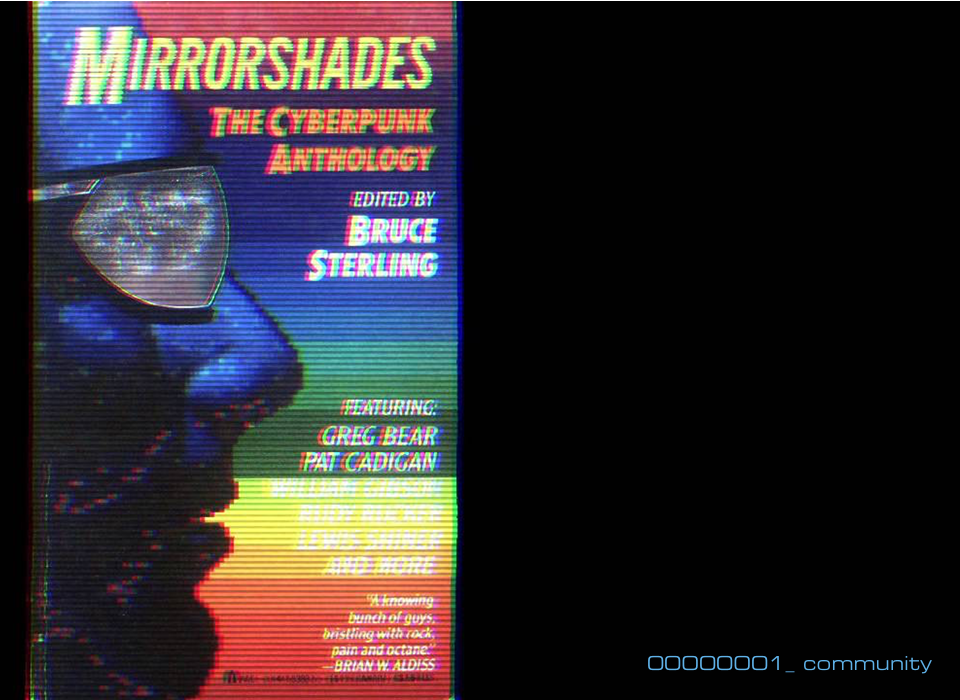 MIRRORSHADES
THE CYBERPUNK
ANTHOLOGY
EDITED BY
BRUCE
STERLING
FEATURING:
GREG BEAR
PAT CADIGAN
WILLIAM GIBSON
RUDY RUCKER
LEWIS SHINER
AND MORE
"A knowing
bunch of guys,
bristling with rock,
pain and octane."
—BRIAN W. ALDISS
00000001_ community